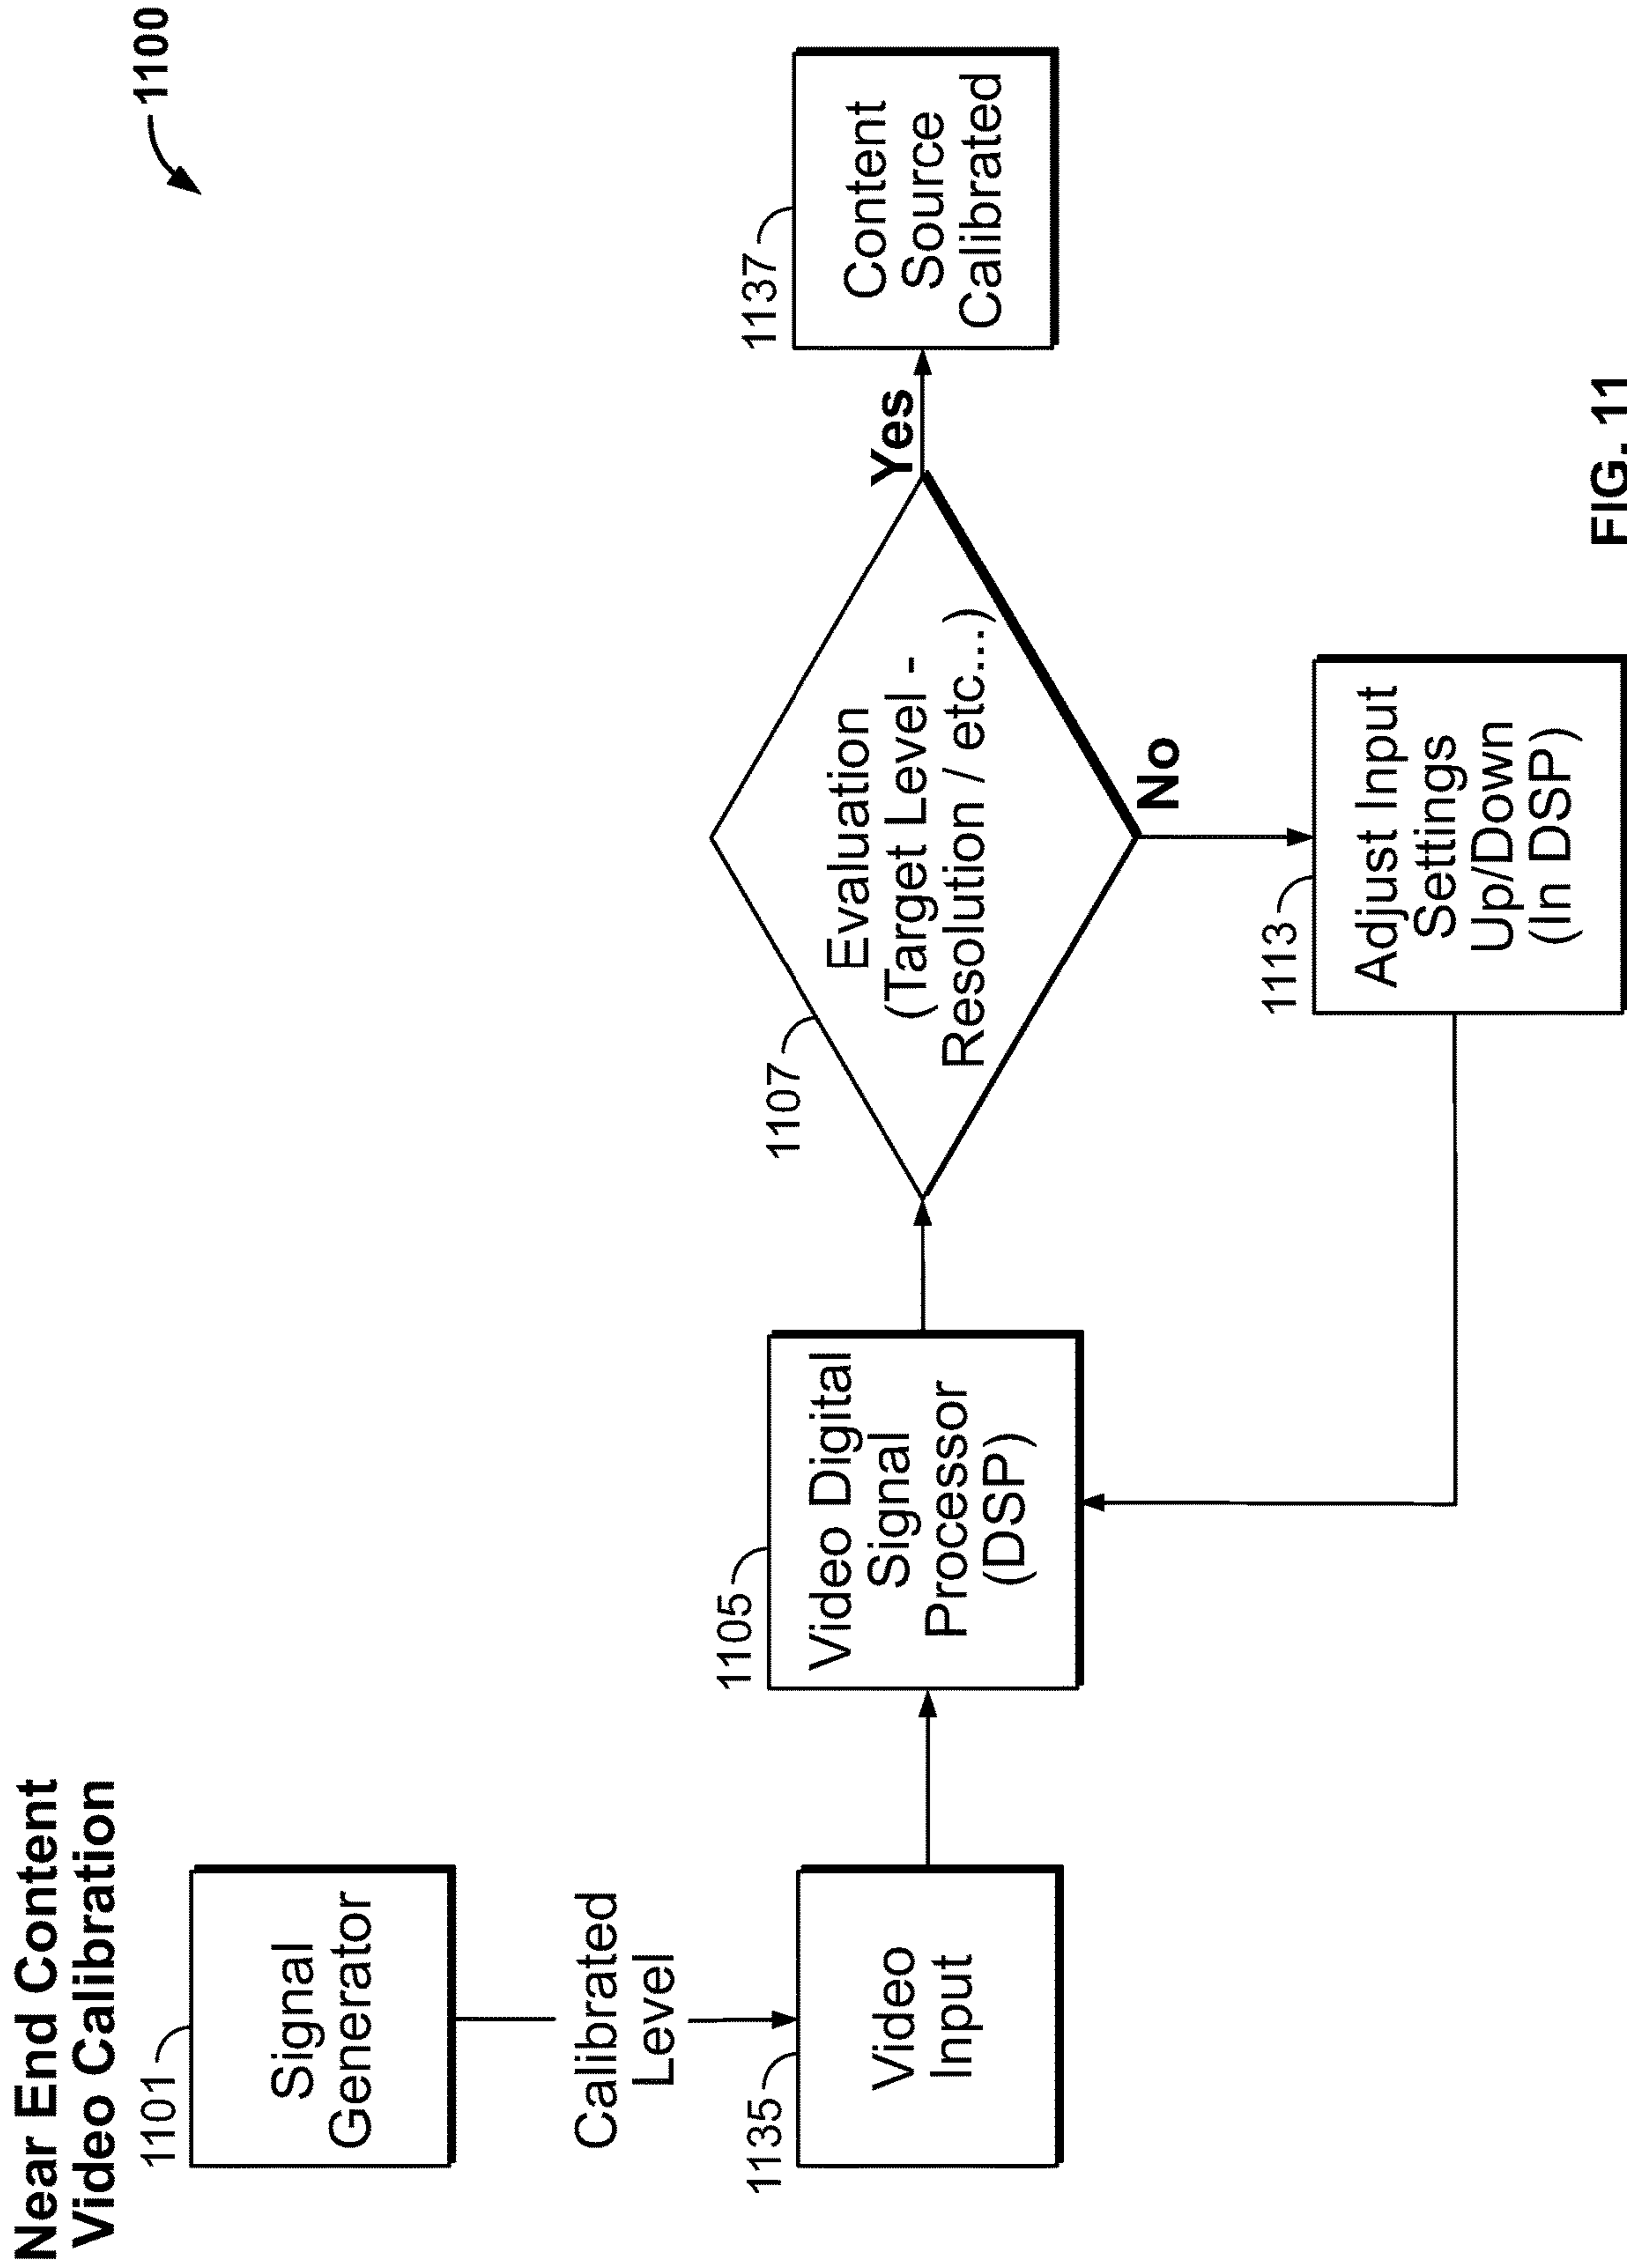 Near End Content
Video Calibration
1100
1101
Signal
Generator
Calibrated
Level
1135
Video
Input
1105
Video Digital
Signal
Processor
(DSP)
1107
Evaluation
(Target Level -
Resolution / etc...)
Yes
No
1137
Content
Source
Calibrated
1113
Adjust Input
Settings
Up/Down
(In DSP)
FIG. 11